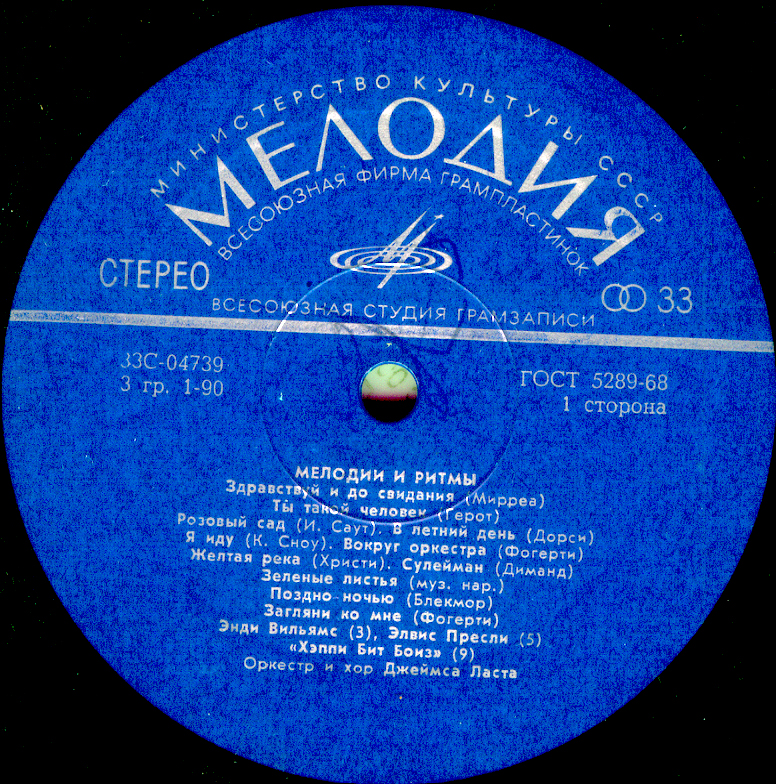 МИНИСТЕРСТВО КУЛЬТУРЫ СССР
МЕЛОДИЯ
ВСЕСОЮЗНАЯ ФИРМА ГРАМПЛАСТИНОК
СТЕРЕО
33
ВСЕСОЮЗНАЯ СТУДИЯ ГРАМЗАПИСИ
33С-04739
3 гр. 1-90
ГОСТ 5289-68
1 сторона
МЕЛОДИИ И РИТМЫ
Здравствуй и до свидания (Мирреа)
Ты такой человек (Герот)
Розовый сад (И. Саут). В летний день (Дорси)
Я иду (К. Сноу). Вокруг оркестра (Фогерти)
Желтая река (Христи). Сулейман (Диманд)
Зеленые листья (муз. нар.)
Поздно ночью (Блекмор)
Загляни ко мне (Фогерти)
Энди Вильямс (3), Элвис Пресли (5)
«Хэппи Бит Боиз» (9)
Оркестр и хор Джеймса Ласта